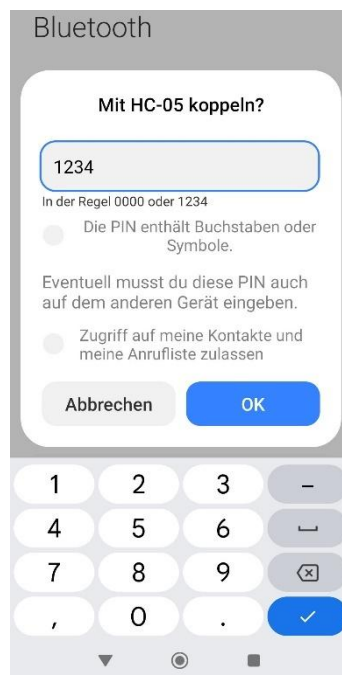 Bluetooth
Mit HC-05 koppeln?
1234
In der Regel 0000 oder 1234
Die PIN enthält Buchstaben oder
Symbole.
Eventuell musst du diese PIN auch
auf dem anderen Gerät eingeben.
Zugriff auf meine Kontakte und
meine Anrufliste zulassen
Abbrechen OK
1 2 3 –
4 5 6
7 8 9
, 0 .